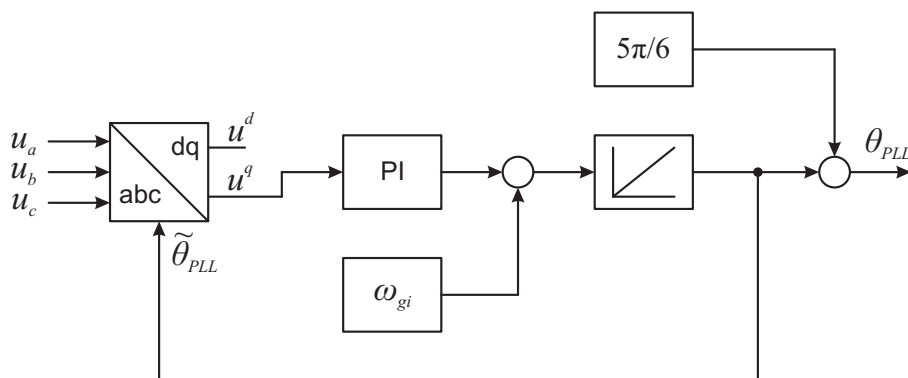 5π/6
θ_PLL
u_a
u_b
u_c
dq
abc
u^d
u^q
PI
θ̃_PLL
ω_gi